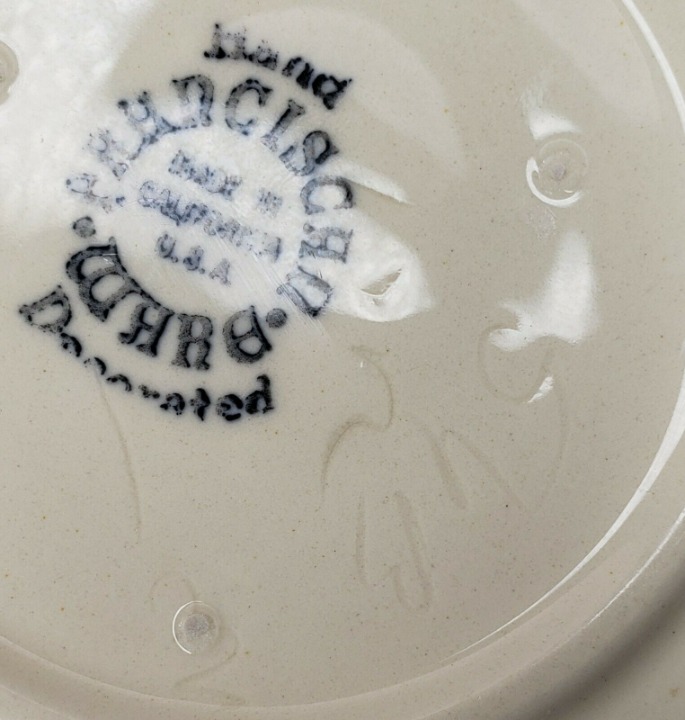 Hand
FRANCISCAN
MADE IN
CALIFORNIA
U.S.A
WARE
Decorated